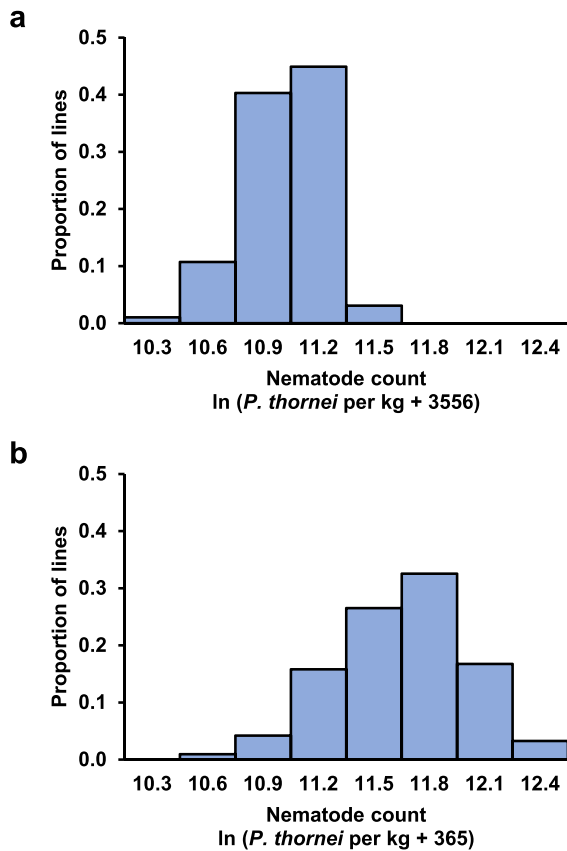 a
0.5
0.4
0.3
0.2
0.1
0.0
Proportion of lines
10.3 10.6 10.9 11.2 11.5 11.8 12.1 12.4
Nematode count
ln (P. thornei per kg + 3556)
b
0.5
0.4
0.3
0.2
0.1
0.0
Proportion of lines
10.3 10.6 10.9 11.2 11.5 11.8 12.1 12.4
Nematode count
ln (P. thornei per kg + 365)